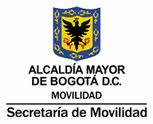 ALCALDÍA MAYOR
DE BOGOTÁ D.C.
MOVILIDAD
Secretaría de Movilidad